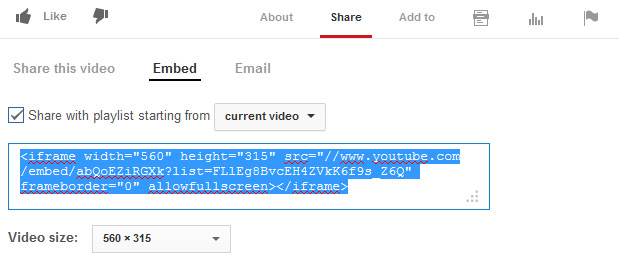 Like About Share Add to
Share this video Embed Email
Share with playlist starting from current video
<iframe width="560" height="315" src="//www.youtube.com
/embed/abQoEZiRGXk?list=FLlEg8BvcEH4ZVkK6f9s_Z6Q"
frameborder="0" allowfullscreen></iframe>
Video size: 560 × 315